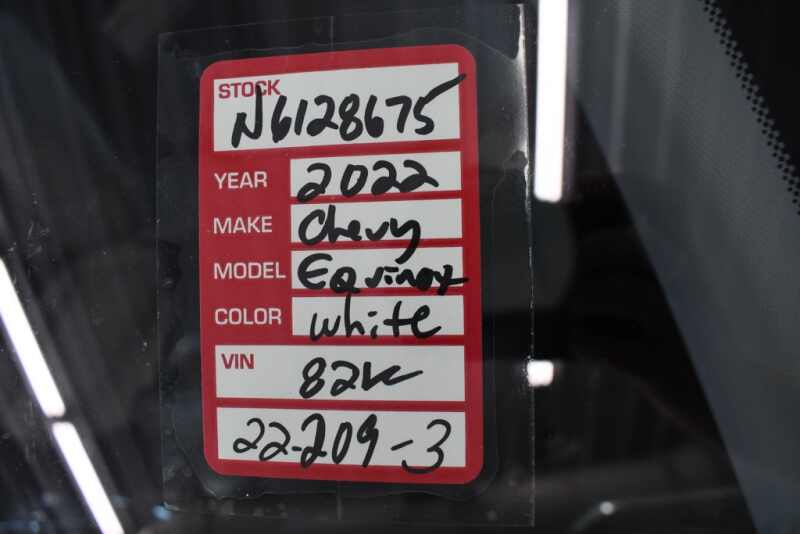 STOCK
N6128675
YEAR 2022
MAKE Chevy
MODEL Equinox
COLOR white
VIN
82K
22-209-3